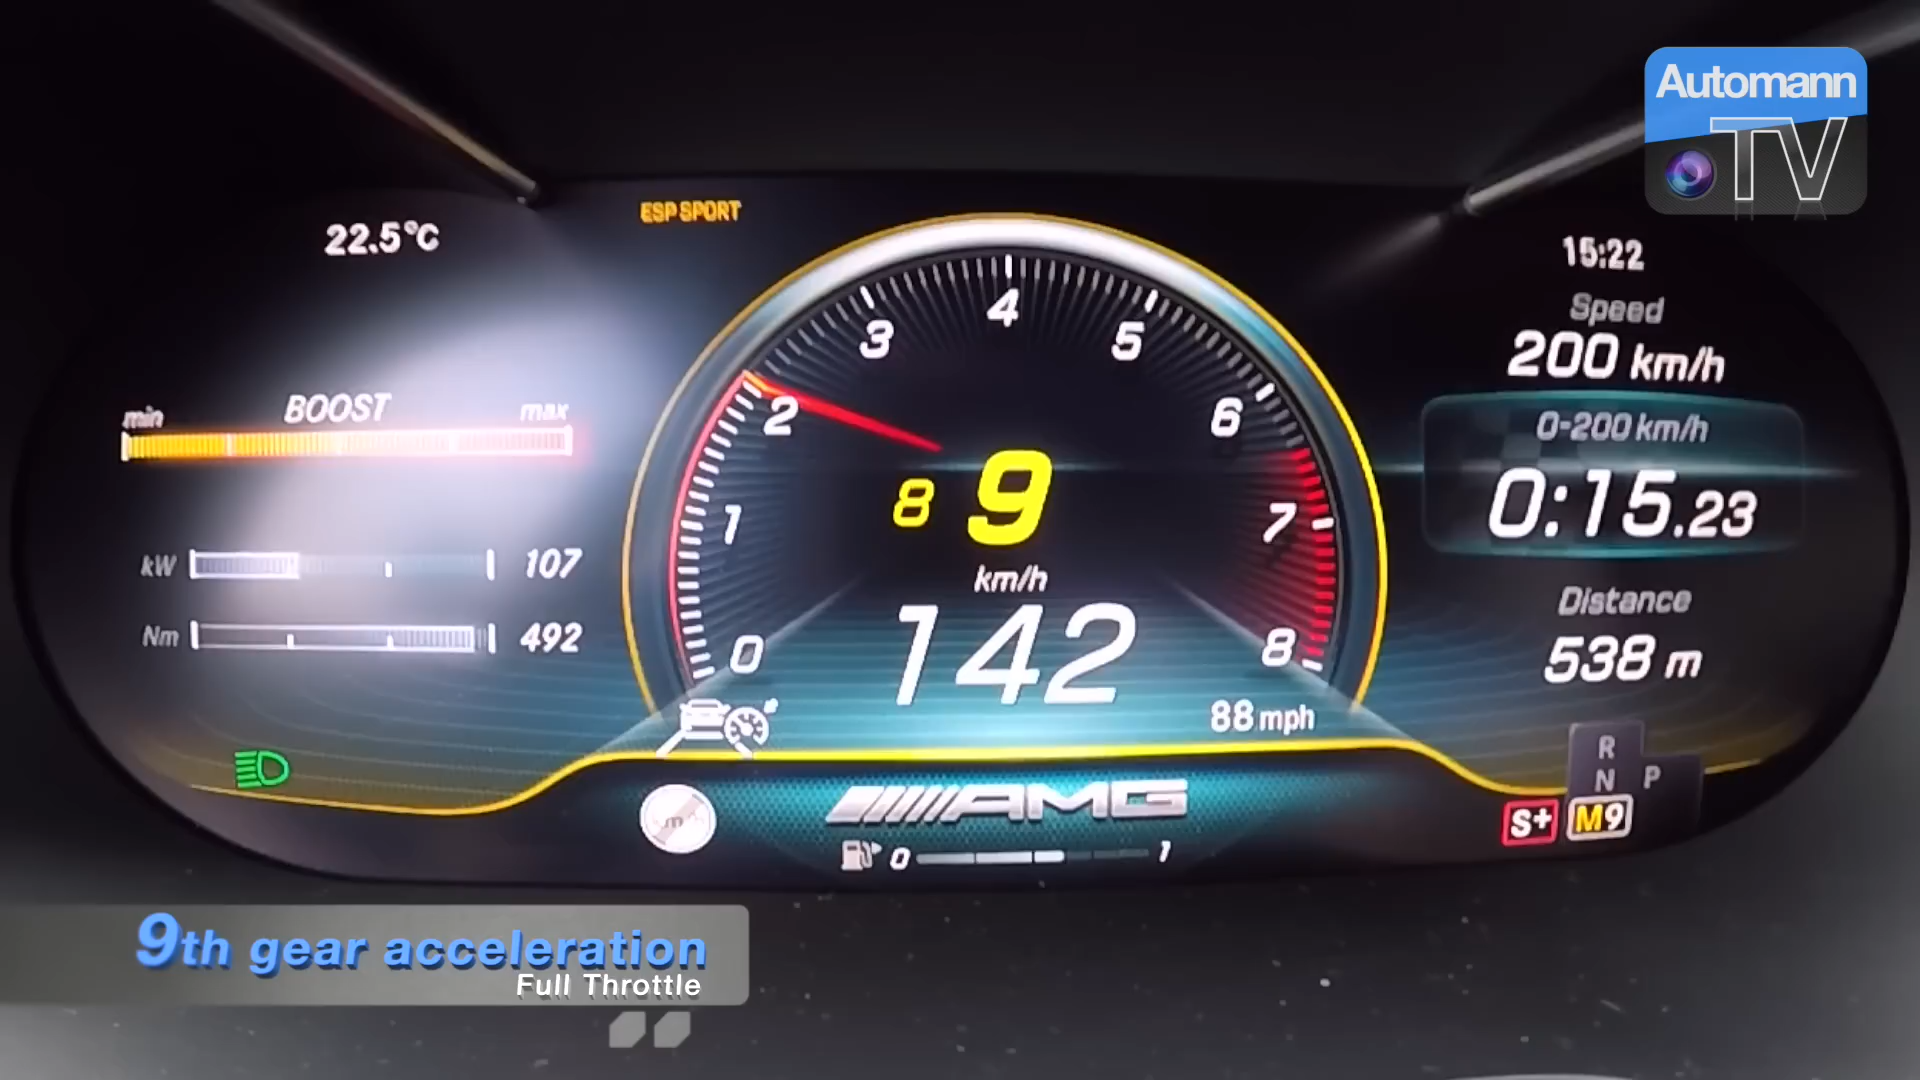 Automann
TV
22.5°C
ESP SPORT
15:22
Speed
200 km/h
0-200 km/h
0:15.23
Distance
538 m
min BOOST max
kW 107
Nm 492
0 1 2 3 4 5 6 7 8
8 9
km/h
142
88 mph
R
N P
S+ M9
AMG
0 1
9th gear acceleration
Full Throttle